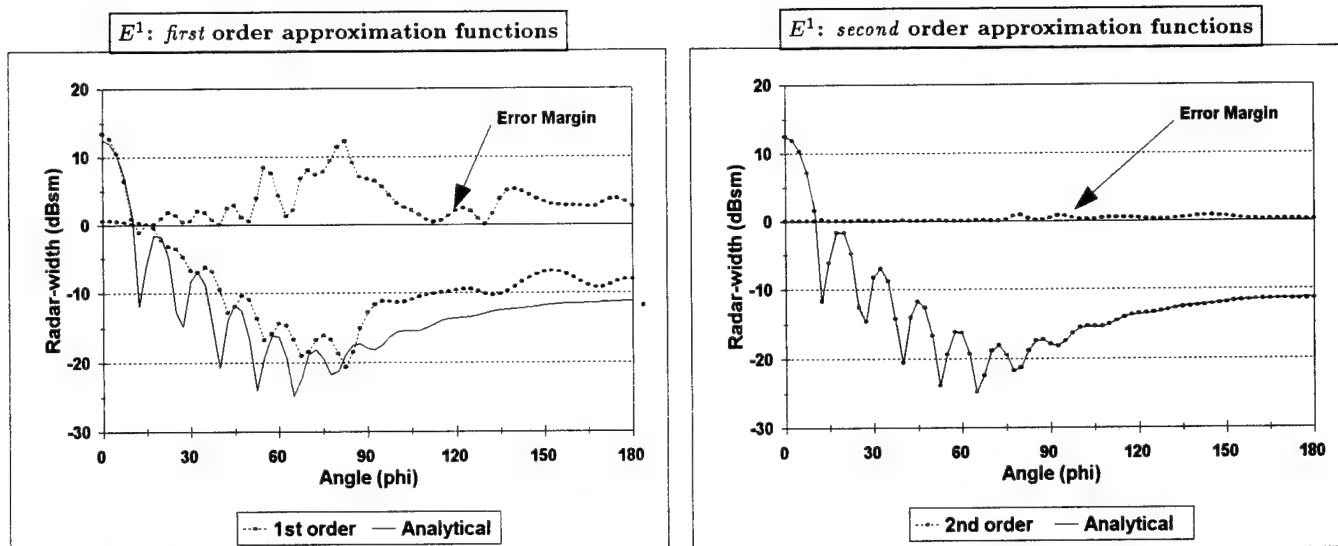 E¹: first order approximation functions
20
10
0
-10
-20
-30
Radar-width (dBsm)
Error Margin
0 30 60 90 120 150 180
Angle (phi)
1st order Analytical
E¹: second order approximation functions
20
10
0
-10
-20
-30
Radar-width (dBsm)
Error Margin
0 30 60 90 120 150 180
Angle (phi)
2nd order Analytical